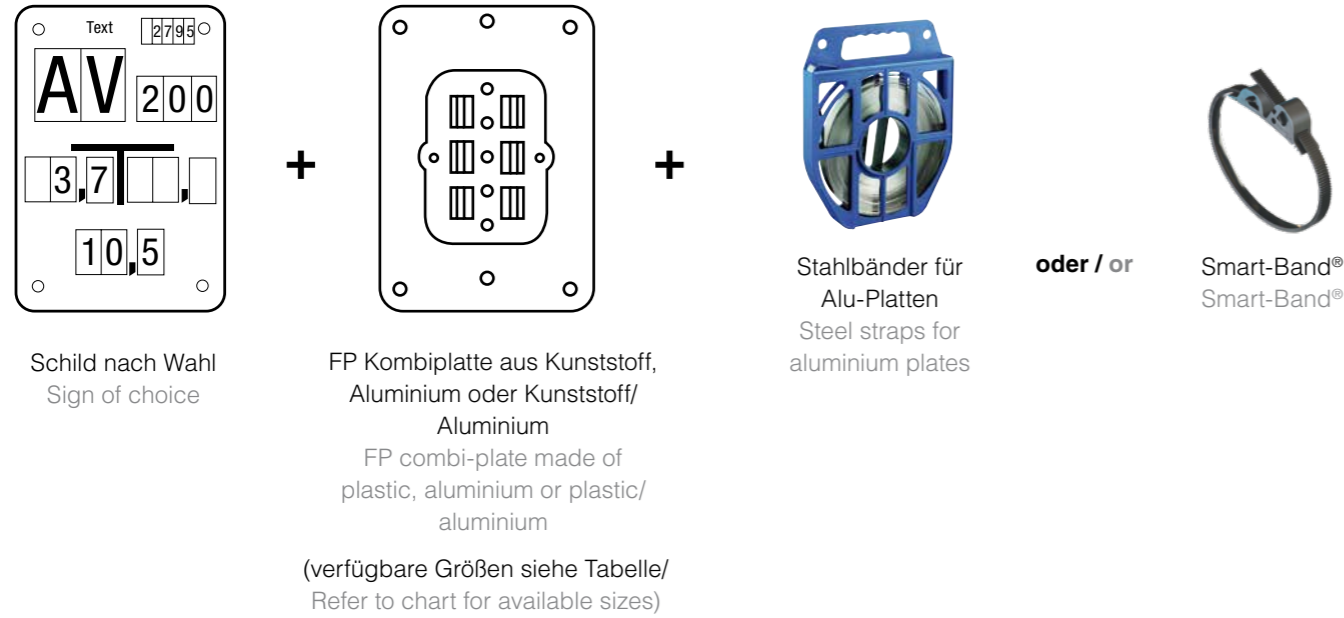 Text 2795
AV 200
3,7 T ,
10,5
+
+
Schild nach Wahl
Sign of choice
FP Kombiplatte aus Kunststoff,
Aluminium oder Kunststoff/
Aluminium
FP combi-plate made of
plastic, aluminium or plastic/
aluminium
(verfügbare Größen siehe Tabelle/
Refer to chart for available sizes)
Stahlbänder für
Alu-Platten
Steel straps for
aluminium plates
oder / or
Smart-Band®
Smart-Band®